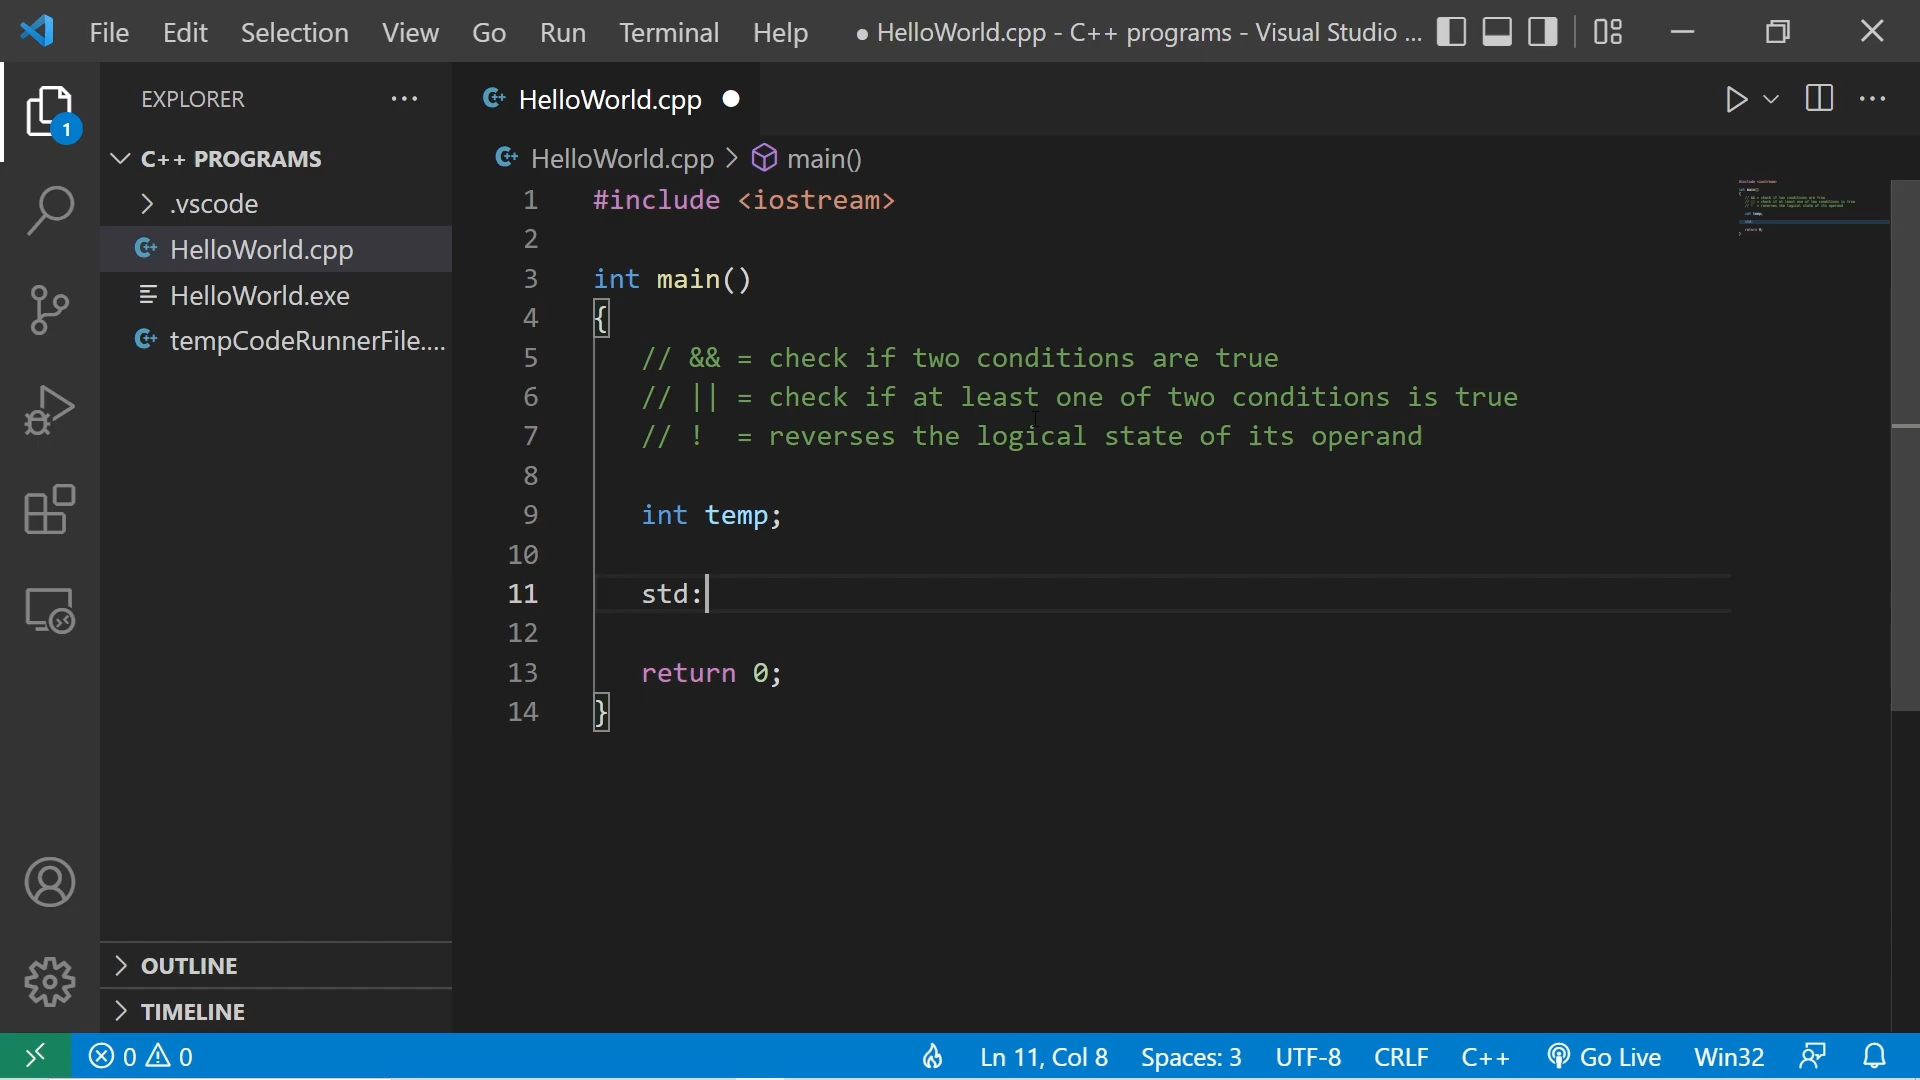 File Edit Selection View Go Run Terminal Help ● HelloWorld.cpp - C++ programs - Visual Studio ...
EXPLORER ···
HelloWorld.cpp ●
1
C++ PROGRAMS
.vscode
HelloWorld.cpp
HelloWorld.exe
tempCodeRunnerFile....
HelloWorld.cpp > main()
1 #include <iostream>
2
3 int main()
4 {
5 // && = check if two conditions are true
6 // || = check if at least one of two conditions is true
7 // ! = reverses the logical state of its operand
8
9 int temp;
10
11 std:
12
13 return 0;
14 }
OUTLINE
TIMELINE
0 0 Ln 11, Col 8 Spaces: 3 UTF-8 CRLF C++ Go Live Win32